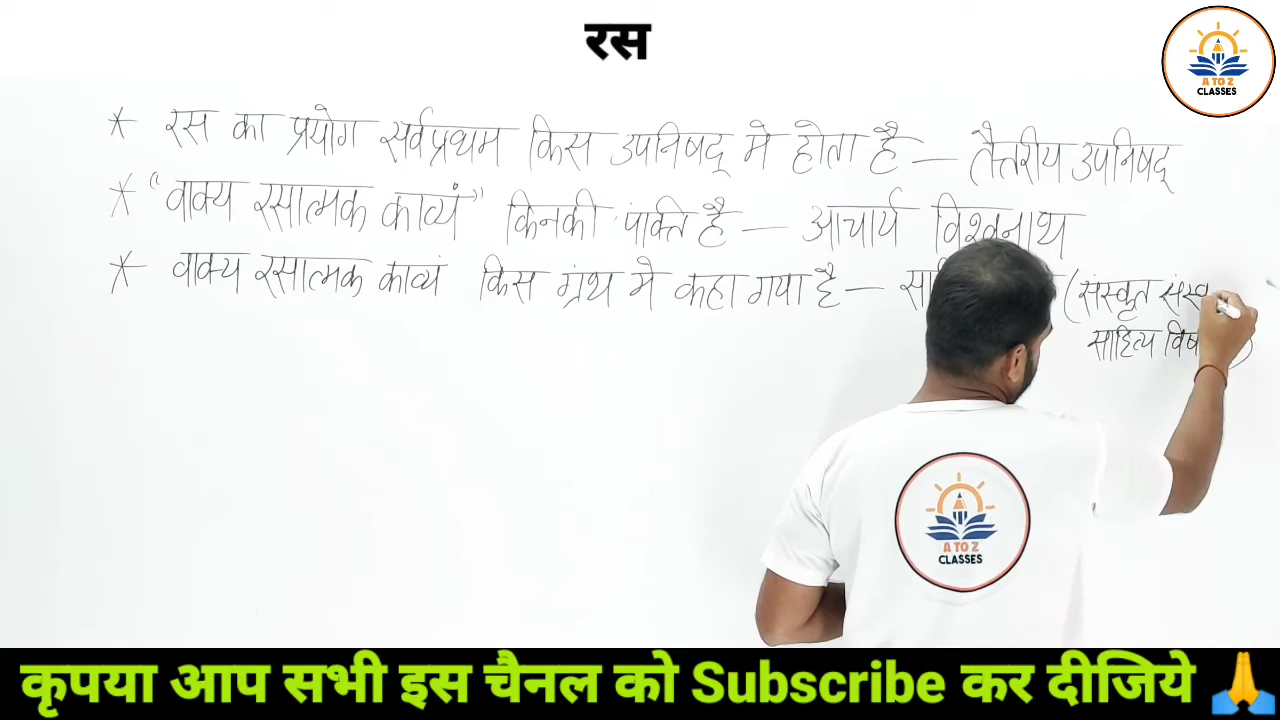 रस
A TO Z
CLASSES
* रस का प्रयोग सर्वप्रथम किस उपनिषद् मे होता है — तैत्तरीय उपनिषद्
* "वाक्य रसात्मक काव्यं" किनकी पंक्ति है — आचार्य विश्वनाथ
* वाक्य रसात्मक काव्यं किस ग्रंथ मे कहा गया है — (संस्कृत
साहित्य
A TO Z
CLASSES
कृपया आप सभी इस चैनल को Subscribe कर दीजिये 🙏